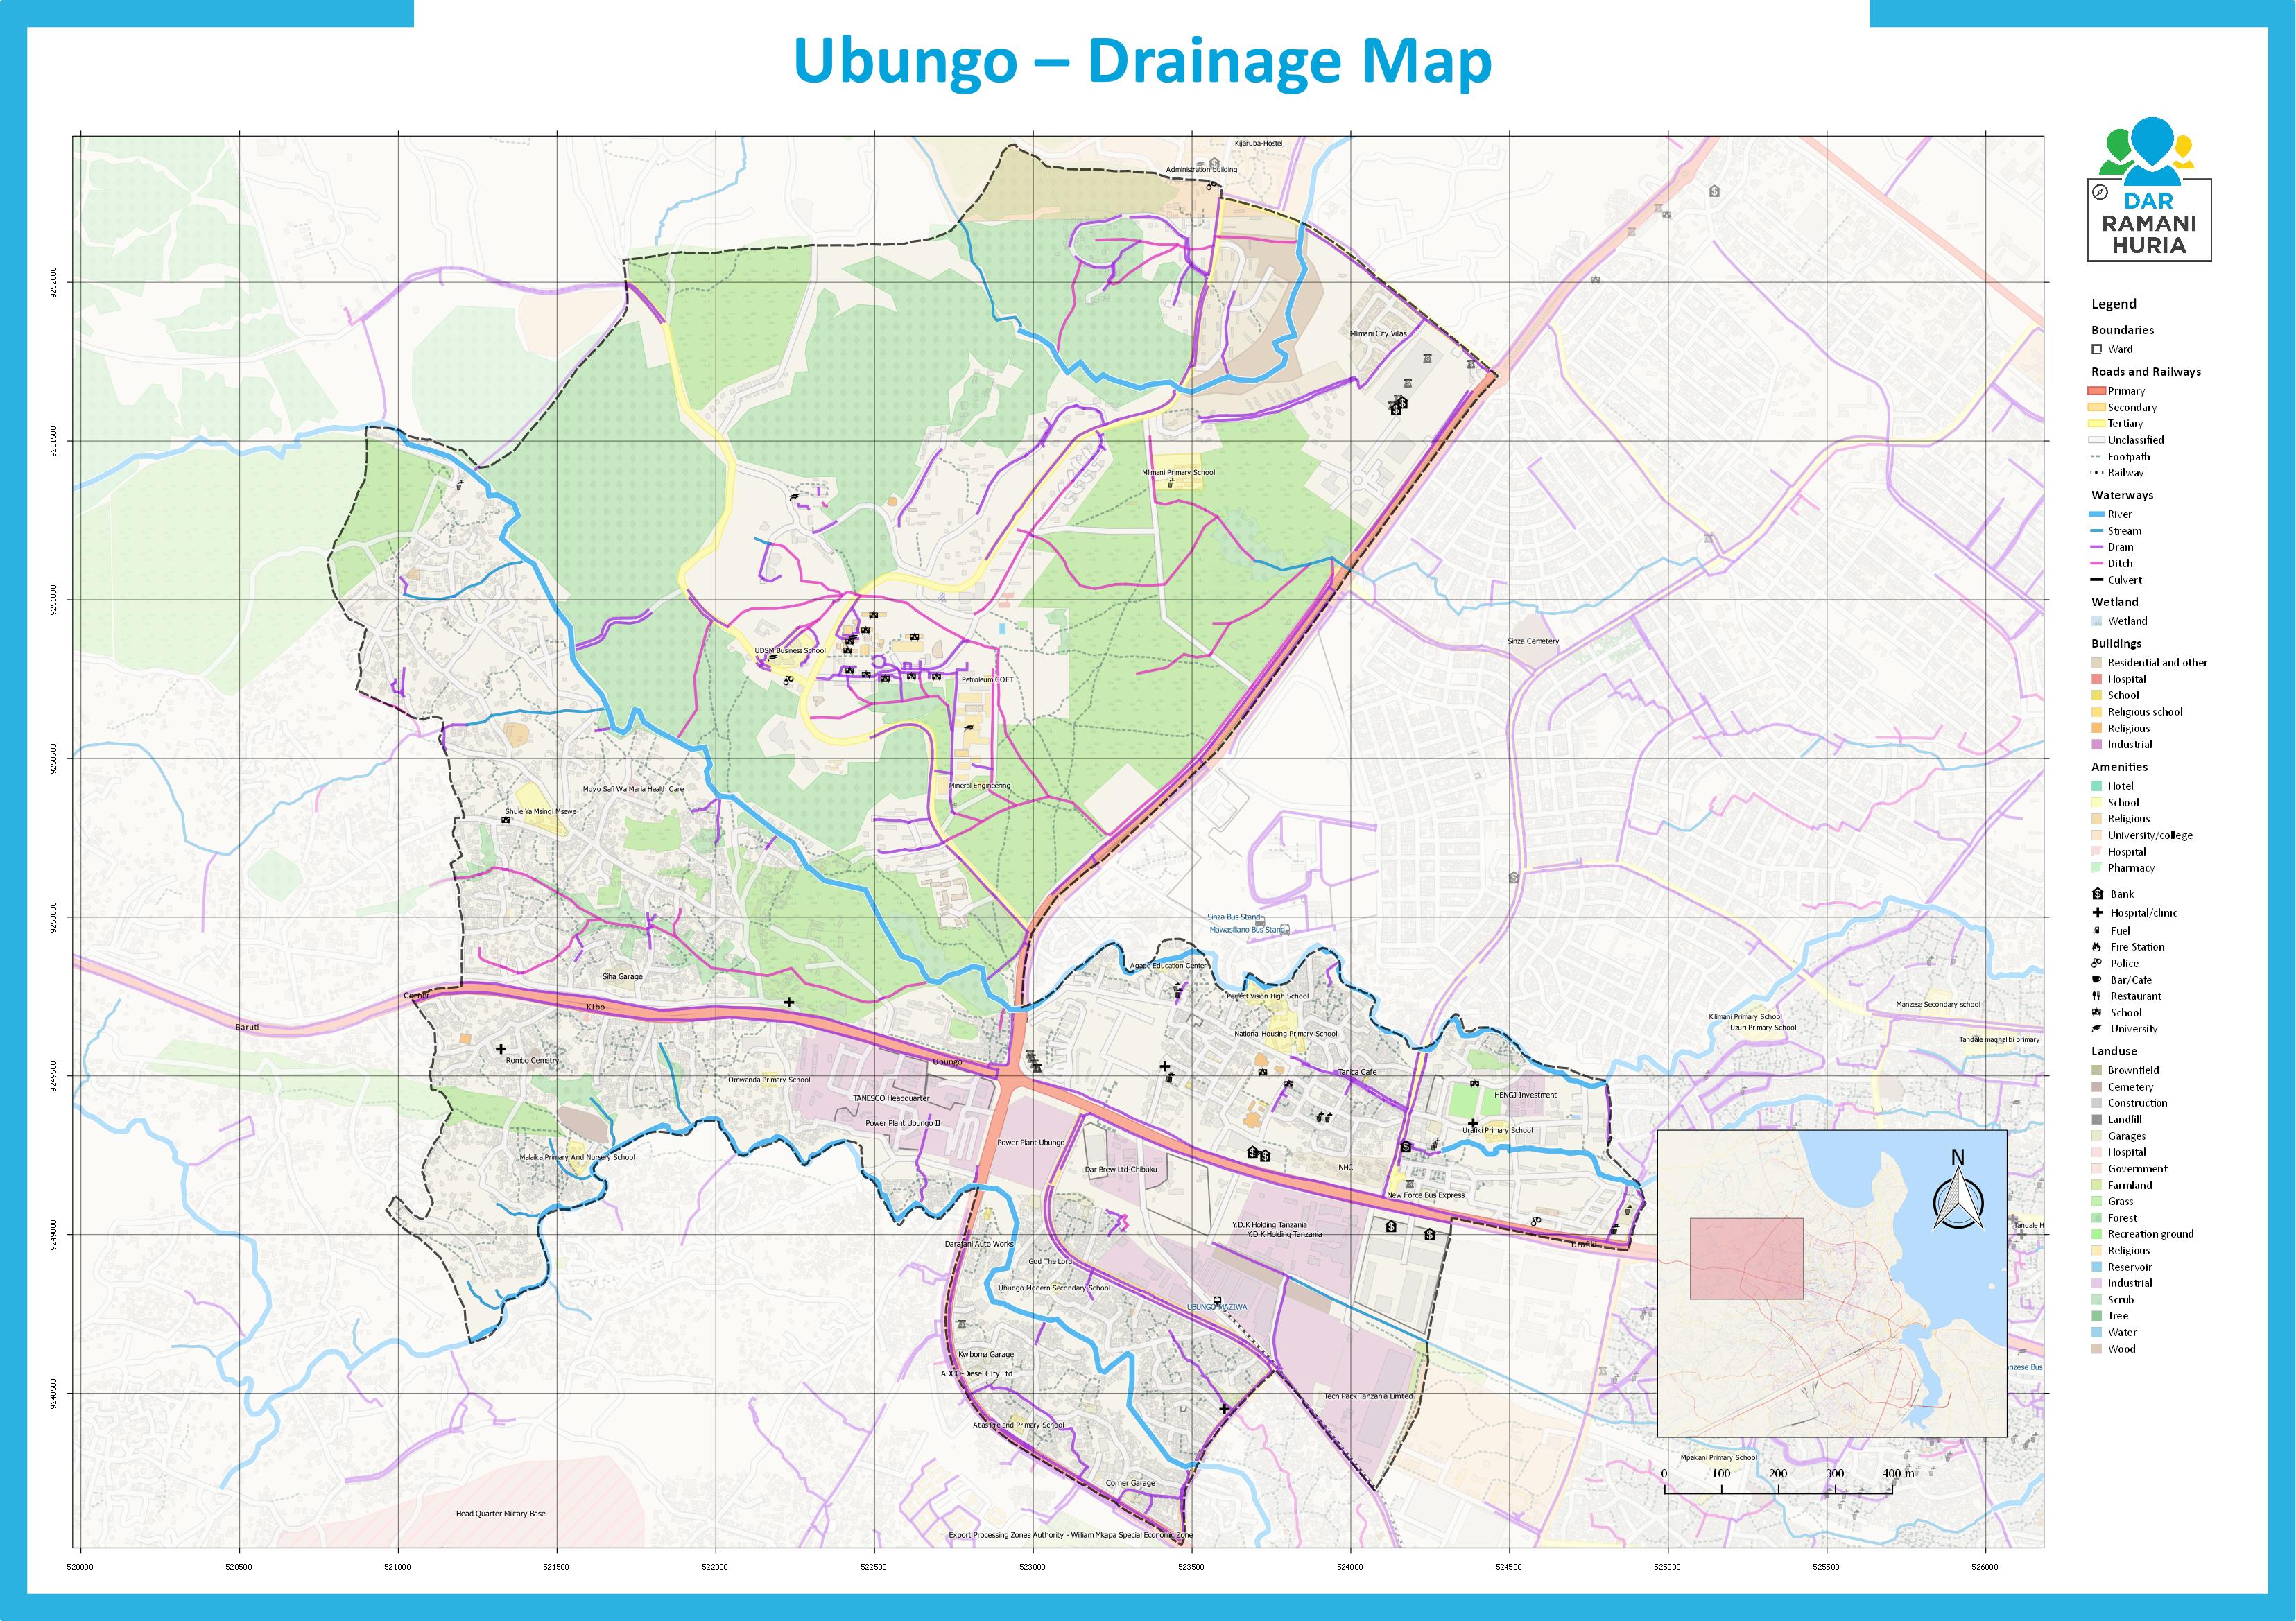 Ubungo – Drainage Map
Kijaruba-Hostel
Administration building
Mlimani City Villas
Mlimani Primary School
UDSM Business School
Petroleum COET
Sinza Cemetery
Mineral Engineering
Moyo Safi Wa Maria Health Care
Shule Ya Msingi Msewe
Sinza Bus Stand
Mawasiliano Bus Stand
Agape Education Center
Siha Garage
Corner
Kibo
Baruti
Perfect Vision High School
Manzese Secondary school
Kilimani Primary School
Uzuri Primary School
National Housing Primary School
Tandale maghalibi primary
Rombo Cemetry
Ubungo
Omwanda Primary School
Tanica Cafe
TANESCO Headquarter
HENGJ Investment
Power Plant Ubungo II
Urafiki Primary School
Power Plant Ubungo
Malaika Primary And Nursery School
Dar Brew Ltd-Chibuku
NHC
New Force Bus Express
Y.D.K Holding Tanzania
Y.D.K Holding Tanzania
Tandale H
Darajani Auto Works
Urafiki
God The Lord
Ubungo Modern Secondary School
UBUNGO MAZIWA
Kwiboma Garage
anzese Bus
ADCO-Diesel City Ltd
Tech Pack Tanzania Limited
Atlas Pre and Primary School
Mpakani Primary School
Corner Garage
Head Quarter Military Base
Export Processing Zones Authority - William Mkapa Special Economic Zone
N
0 100 200 300 400 m
9252000
9251500
9251000
9250500
9250000
9249500
9249000
9248500
520000 520500 521000 521500 522000 522500 523000 523500 524000 524500 525000 525500 526000
DAR
RAMANI
HURIA
Legend
Boundaries
Ward
Roads and Railways
Primary
Secondary
Tertiary
Unclassified
Footpath
Railway
Waterways
River
Stream
Drain
Ditch
Culvert
Wetland
Wetland
Buildings
Residential and other
Hospital
School
Religious school
Religious
Industrial
Amenities
Hotel
School
Religious
University/college
Hospital
Pharmacy
Bank
Hospital/clinic
Fuel
Fire Station
Police
Bar/Cafe
Restaurant
School
University
Landuse
Brownfield
Cemetery
Construction
Landfill
Garages
Hospital
Government
Farmland
Grass
Forest
Recreation ground
Religious
Reservoir
Industrial
Scrub
Tree
Water
Wood